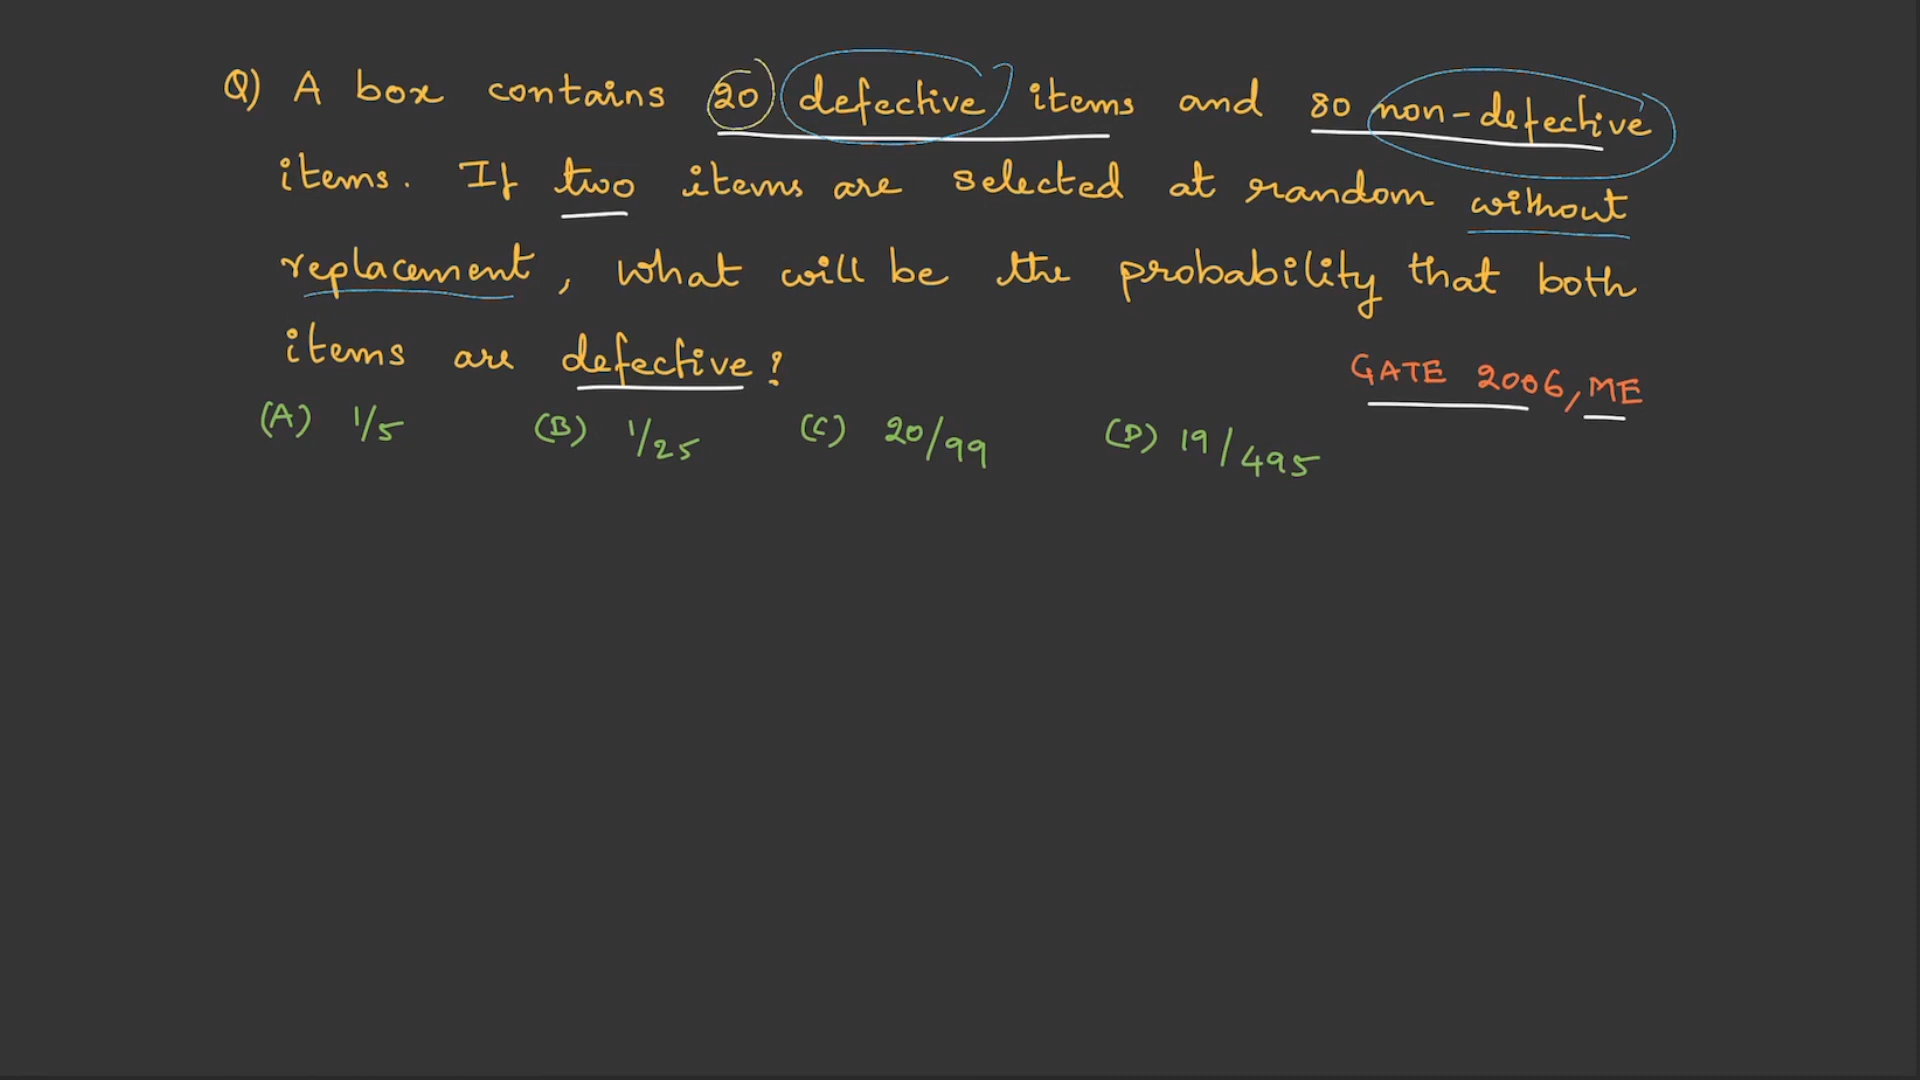 Q) A box contains 20 defective items and 80 non-defective
items. If two items are selected at random without
replacement, what will be the probability that both
items are defective?
GATE 2006, ME
(A) 1/5 (B) 1/25 (C) 20/99 (D) 19/495